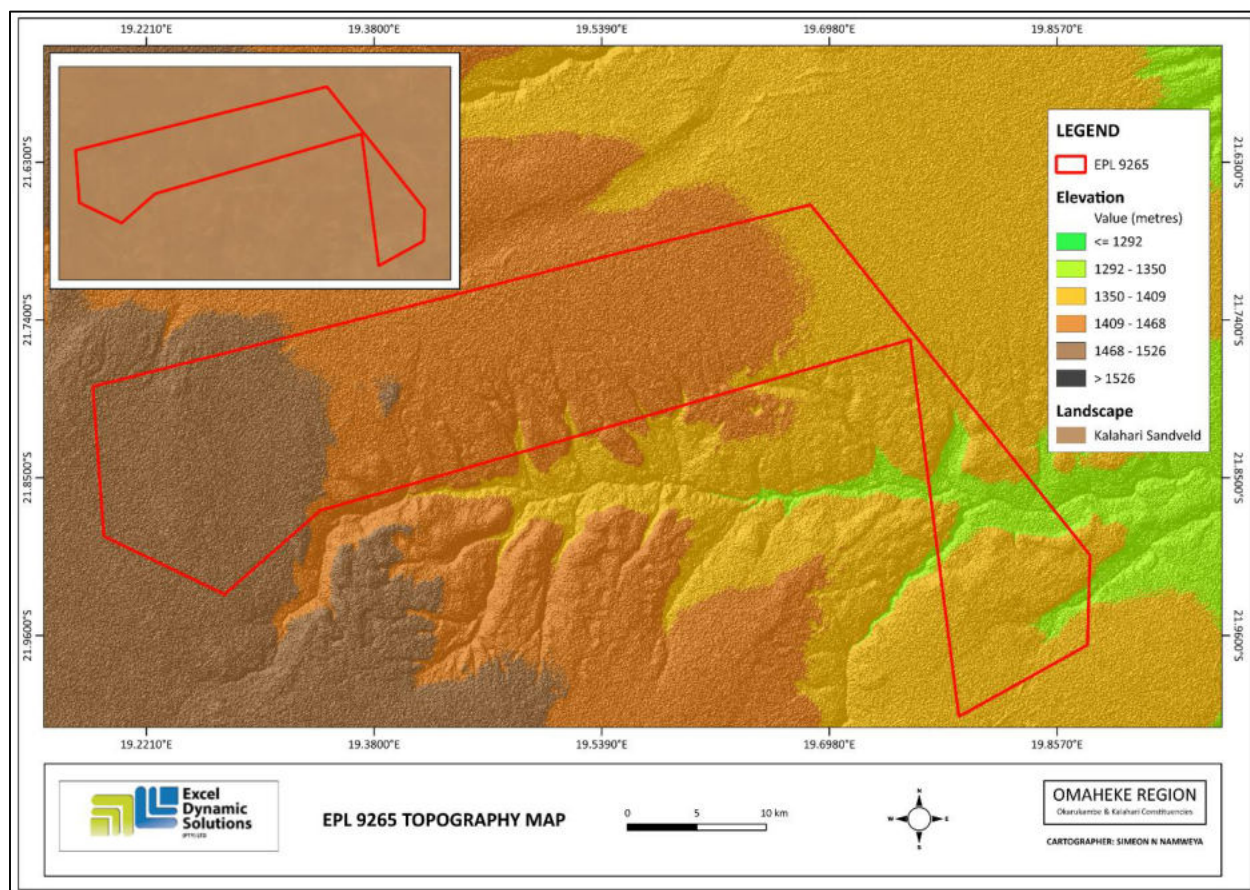 19.2210°E 19.3800°E 19.5390°E 19.6980°E 19.8570°E
21.6300°S
21.7400°S
21.8500°S
21.9600°S
LEGEND
EPL 9265
Elevation
Value (metres)
<= 1292
1292 - 1350
1350 - 1409
1409 - 1468
1468 - 1526
> 1526
Landscape
Kalahari Sandveld
21.6300°S
21.7400°S
21.8500°S
21.9600°S
19.2210°E 19.3800°E 19.5390°E 19.6980°E 19.8570°E
Excel
Dynamic
Solutions
(PTY) LTD
EPL 9265 TOPOGRAPHY MAP
0 5 10 km
N
W E
S
OMAHEKE REGION
Okarukambe & Kalahari Constituencies
CARTOGRAPHER: SIMEON N NAMWEYA